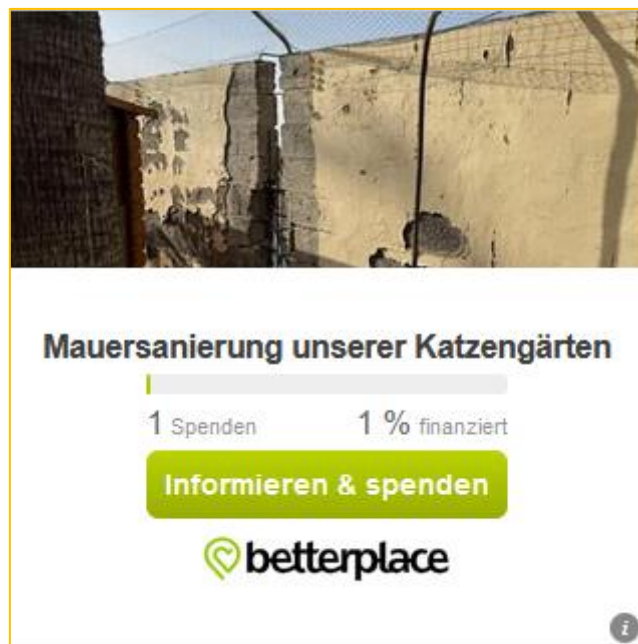 Mauersanierung unserer Katzengärten
1 Spenden 1 % finanziert
Informieren & spenden
betterplace
i